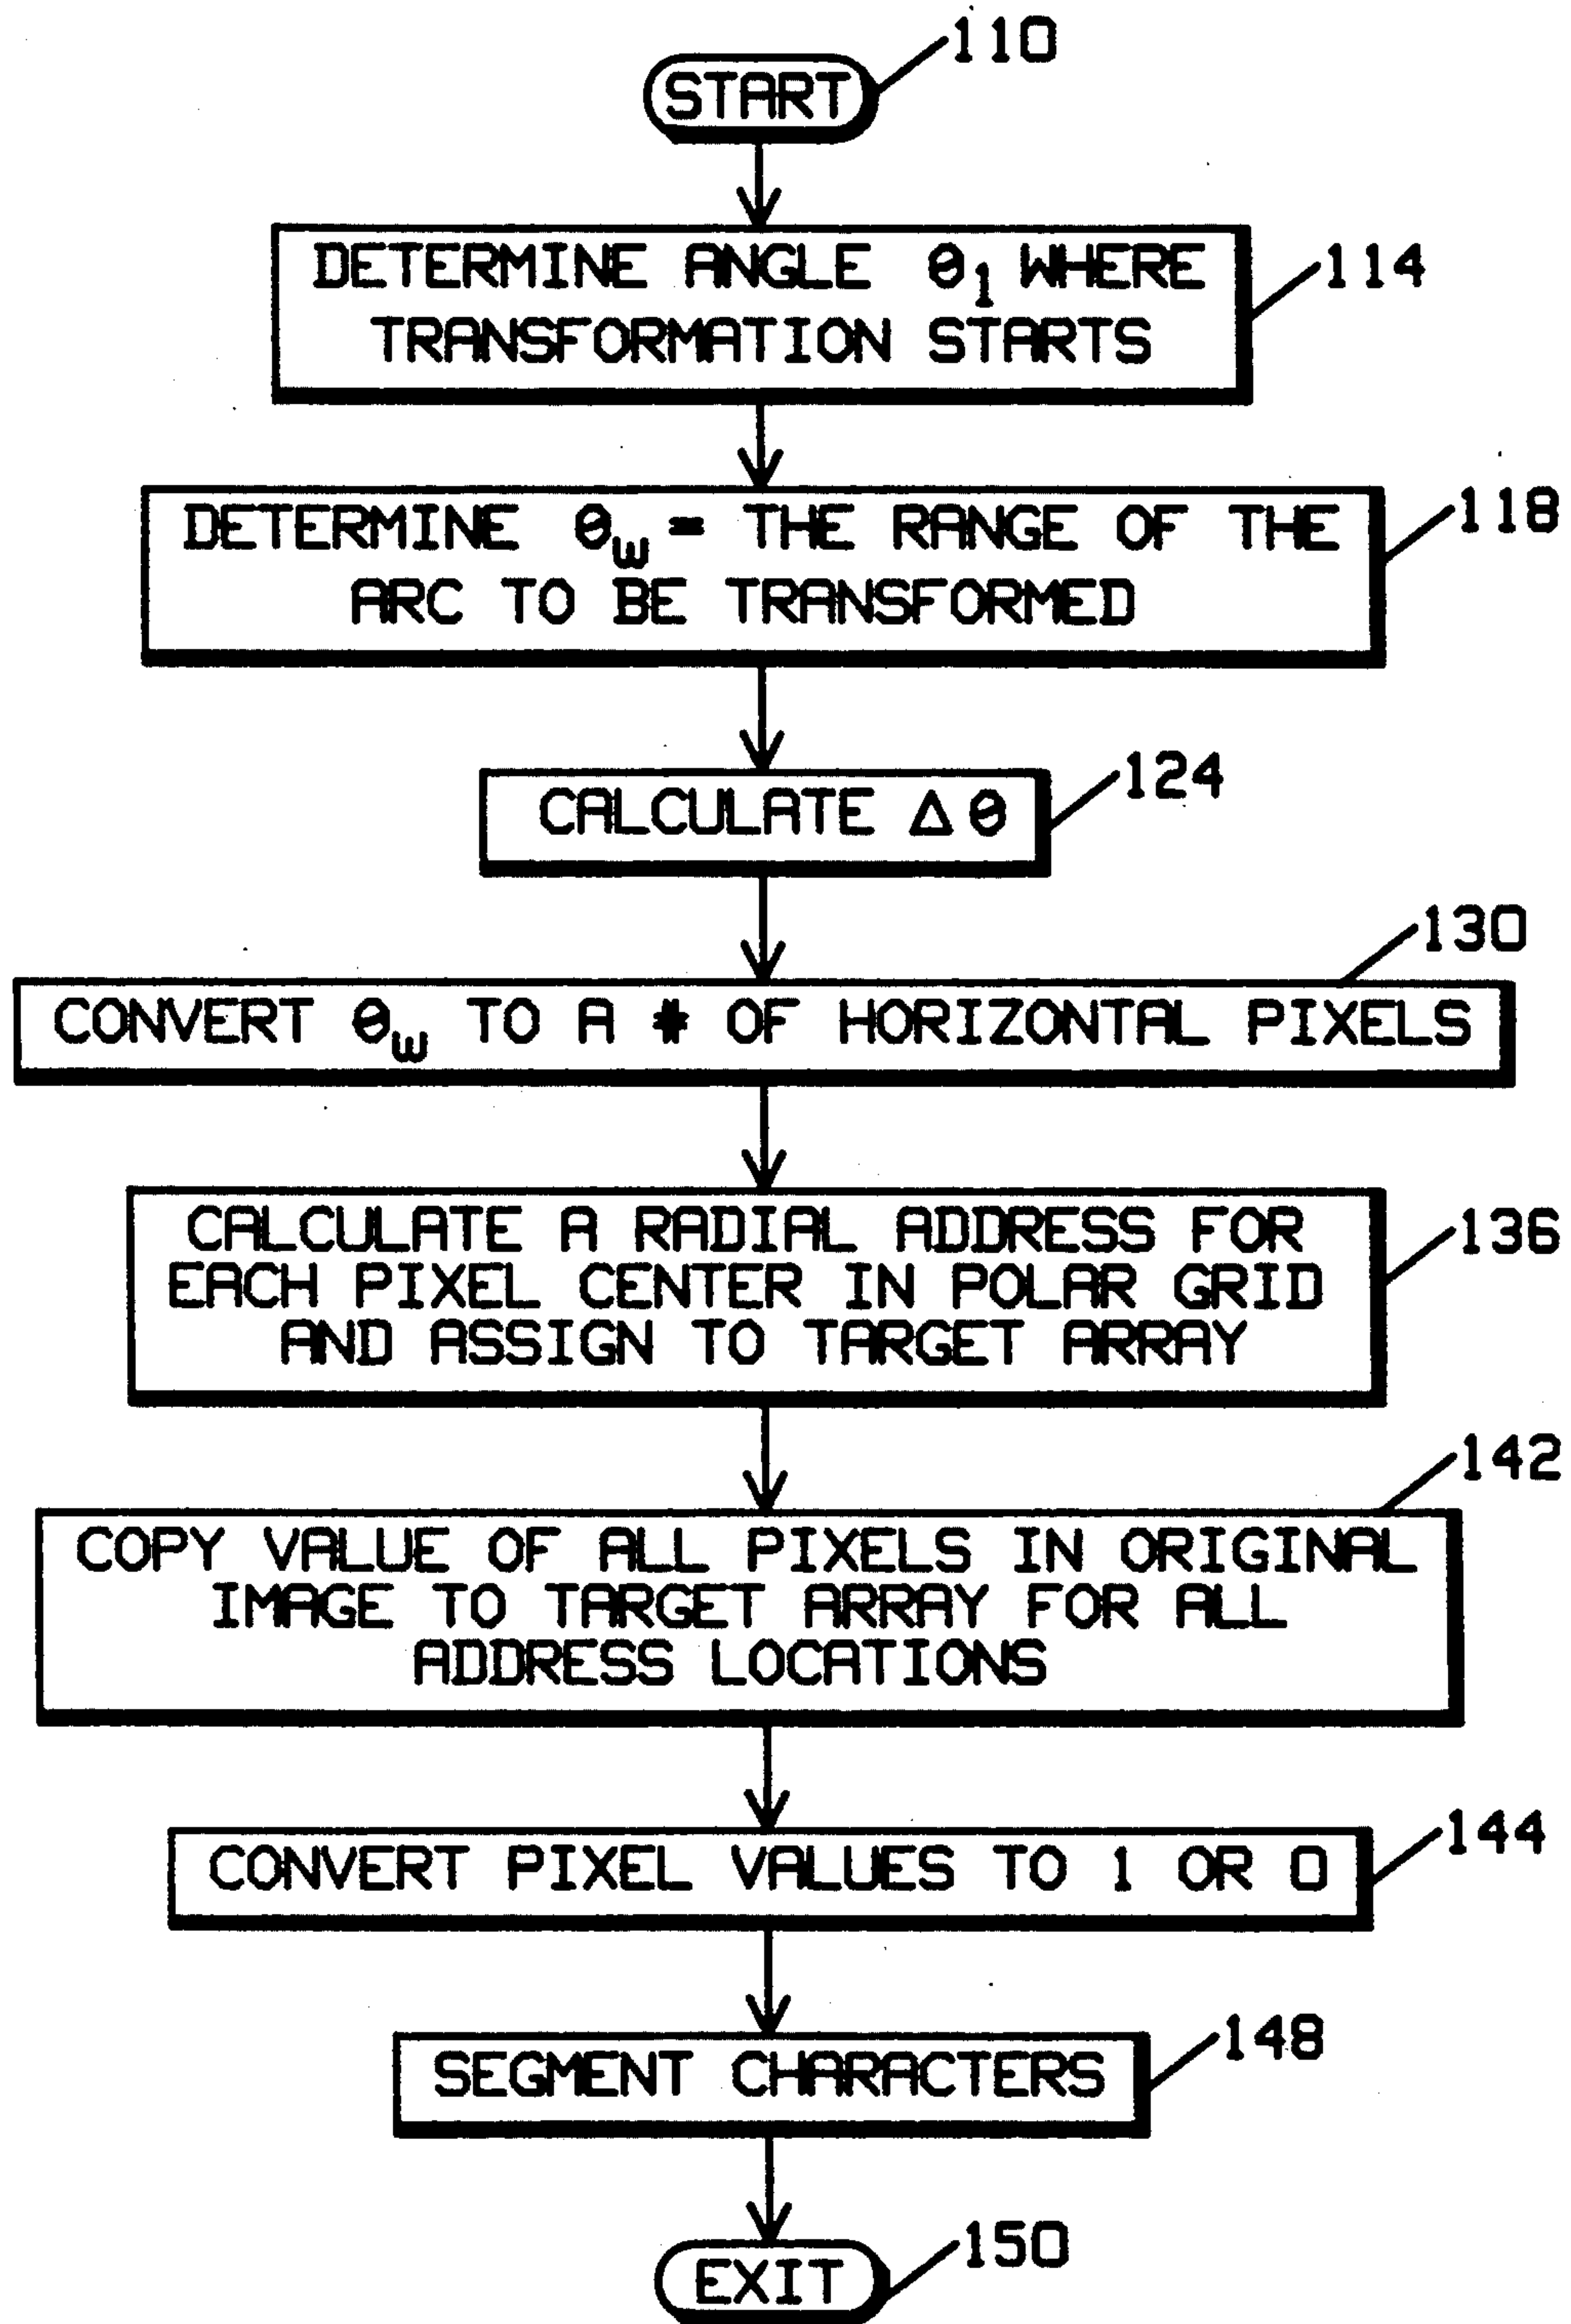 110
START
DETERMINE ANGLE θ1 WHERE
TRANSFORMATION STARTS
114
DETERMINE θw = THE RANGE OF THE
ARC TO BE TRANSFORMED
118
CALCULATE Δ θ
124
130
CONVERT θw TO A # OF HORIZONTAL PIXELS
CALCULATE A RADIAL ADDRESS FOR
EACH PIXEL CENTER IN POLAR GRID
AND ASSIGN TO TARGET ARRAY
136
142
COPY VALUE OF ALL PIXELS IN ORIGINAL
IMAGE TO TARGET ARRAY FOR ALL
ADDRESS LOCATIONS
CONVERT PIXEL VALUES TO 1 OR 0
144
SEGMENT CHARACTERS
148
EXIT
150